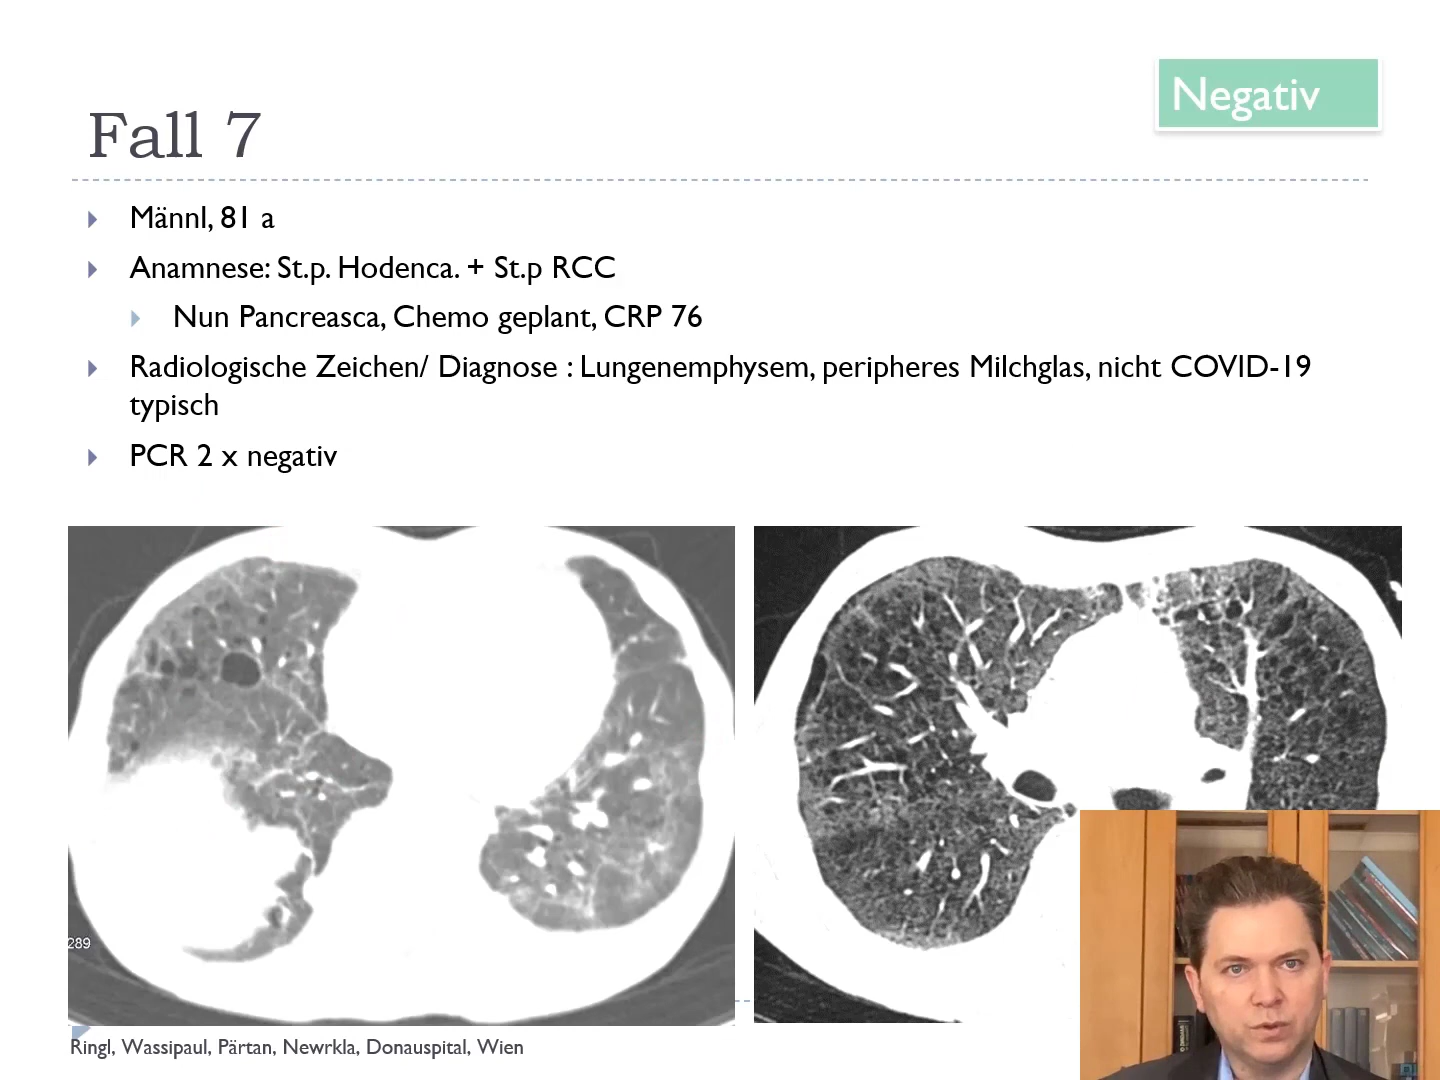 Negativ
Fall 7
Männl, 81 a
Anamnese: St.p. Hodenca. + St.p RCC
Nun Pancreasca, Chemo geplant, CRP 76
Radiologische Zeichen/ Diagnose : Lungenemphysem, peripheres Milchglas, nicht COVID-19
typisch
PCR 2 x negativ
289
Ringl, Wassipaul, Pärtan, Newrkla, Donauspital, Wien